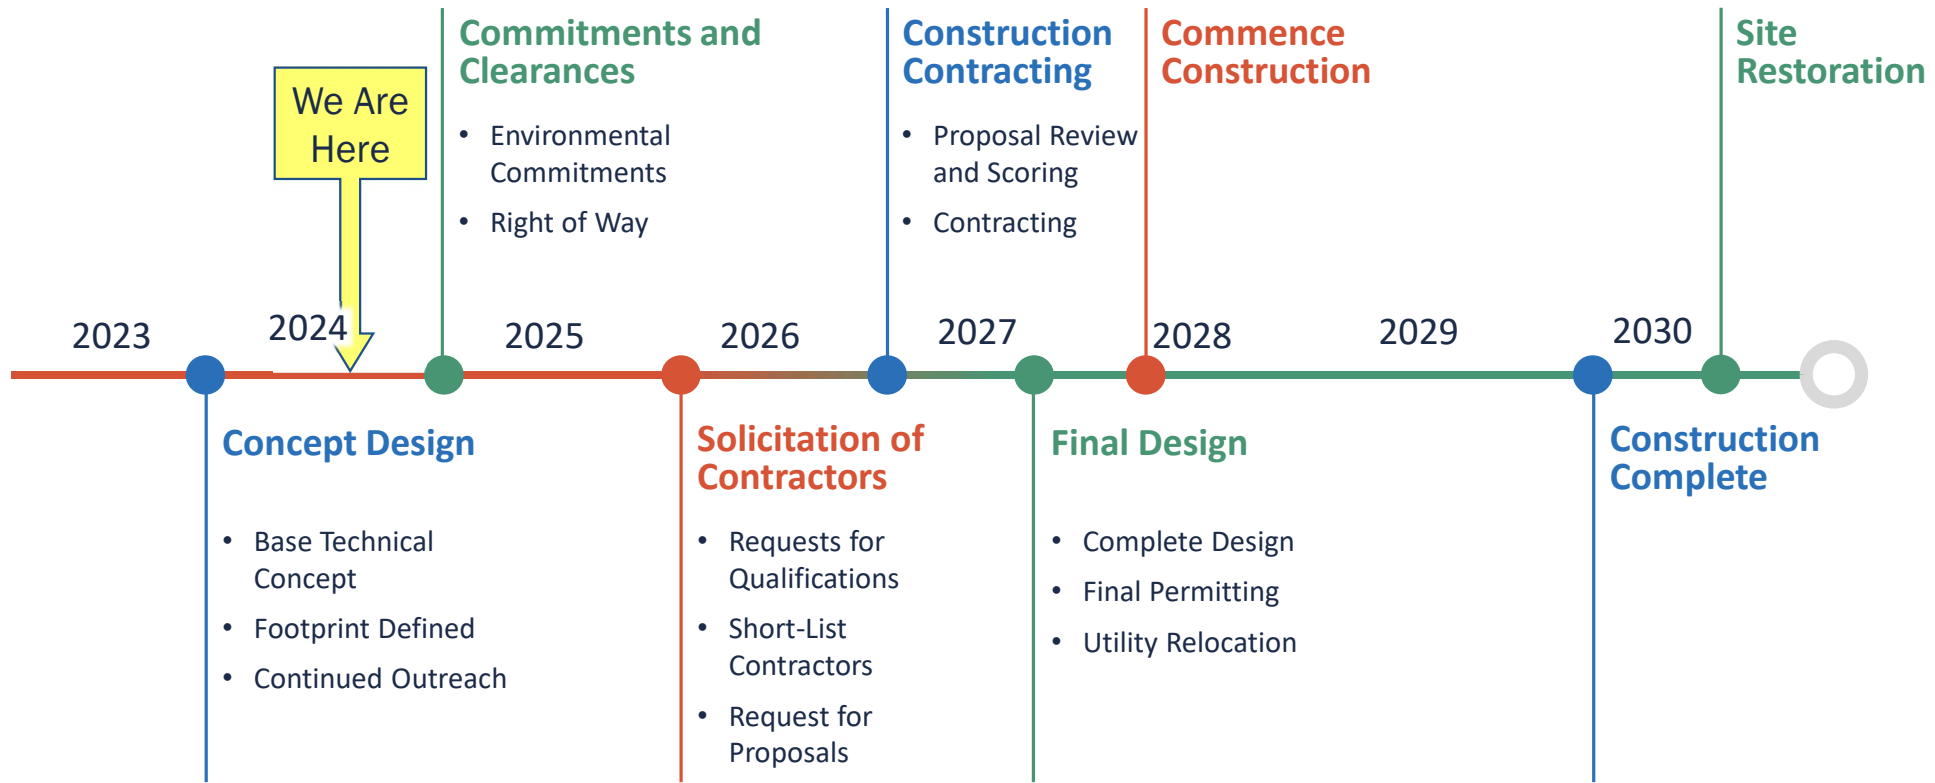 Commitments and
Clearances
• Environmental
Commitments
• Right of Way
Construction
Contracting
• Proposal Review
and Scoring
• Contracting
Commence
Construction
Site
Restoration
We Are
Here
2023
2024
2025
2026
2027
2028
2029
2030
Concept Design
• Base Technical
Concept
• Footprint Defined
• Continued Outreach
Solicitation of
Contractors
• Requests for
Qualifications
• Short-List
Contractors
• Request for
Proposals
Final Design
• Complete Design
• Final Permitting
• Utility Relocation
Construction
Complete